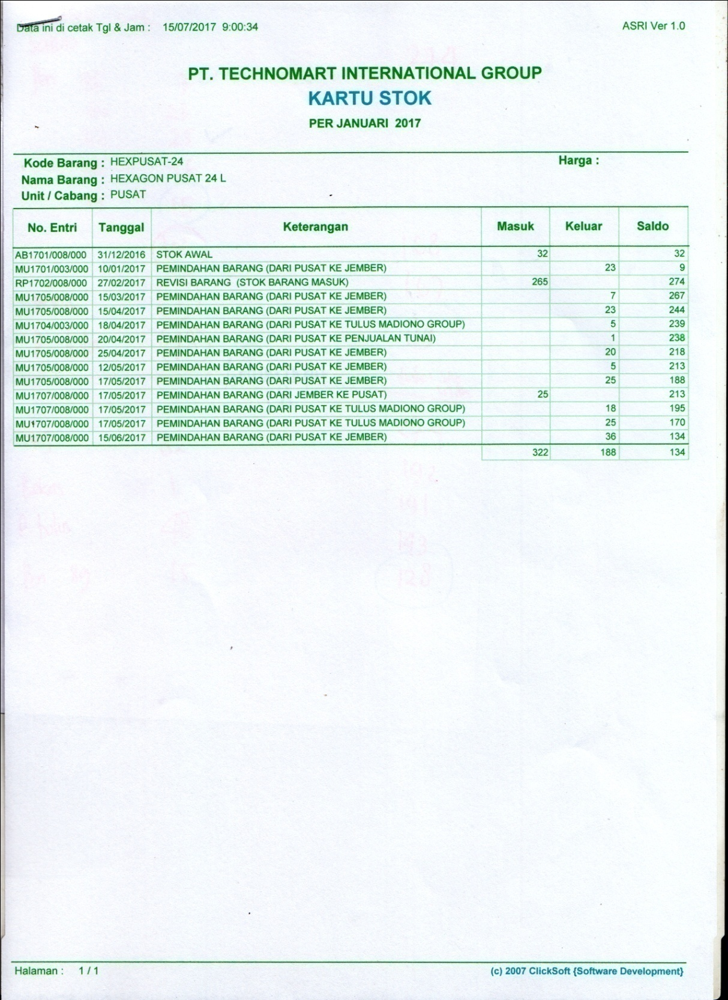 Data ini di cetak Tgl & Jam : 15/07/2017 9:00:34 ASRI Ver 1.0
PT. TECHNOMART INTERNATIONAL GROUP
KARTU STOK
PER JANUARI 2017
Kode Barang : HEXPUSAT-24 Harga :
Nama Barang : HEXAGON PUSAT 24 L
Unit / Cabang : PUSAT
No. Entri Tanggal Keterangan Masuk Keluar Saldo
AB1701/008/000 31/12/2016 STOK AWAL 32 32
MU1701/003/000 10/01/2017 PEMINDAHAN BARANG (DARI PUSAT KE JEMBER) 23 9
RP1702/008/000 27/02/2017 REVISI BARANG (STOK BARANG MASUK) 265 274
MU1705/008/000 15/03/2017 PEMINDAHAN BARANG (DARI PUSAT KE JEMBER) 7 267
MU1705/008/000 15/04/2017 PEMINDAHAN BARANG (DARI PUSAT KE JEMBER) 23 244
MU1704/003/000 18/04/2017 PEMINDAHAN BARANG (DARI PUSAT KE TULUS MADIONO GROUP) 5 239
MU1705/008/000 20/04/2017 PEMINDAHAN BARANG (DARI PUSAT KE PENJUALAN TUNAI) 1 238
MU1705/008/000 25/04/2017 PEMINDAHAN BARANG (DARI PUSAT KE JEMBER) 20 218
MU1705/008/000 12/05/2017 PEMINDAHAN BARANG (DARI PUSAT KE JEMBER) 5 213
MU1705/008/000 17/05/2017 PEMINDAHAN BARANG (DARI PUSAT KE JEMBER) 25 188
MU1707/008/000 17/05/2017 PEMINDAHAN BARANG (DARI JEMBER KE PUSAT) 25 213
MU1707/008/000 17/05/2017 PEMINDAHAN BARANG (DARI PUSAT KE TULUS MADIONO GROUP) 18 195
MU1707/008/000 17/05/2017 PEMINDAHAN BARANG (DARI PUSAT KE TULUS MADIONO GROUP) 25 170
MU1707/008/000 15/06/2017 PEMINDAHAN BARANG (DARI PUSAT KE JEMBER) 36 134
322 188 134
Halaman : 1 / 1 (c) 2007 ClickSoft {Software Development}